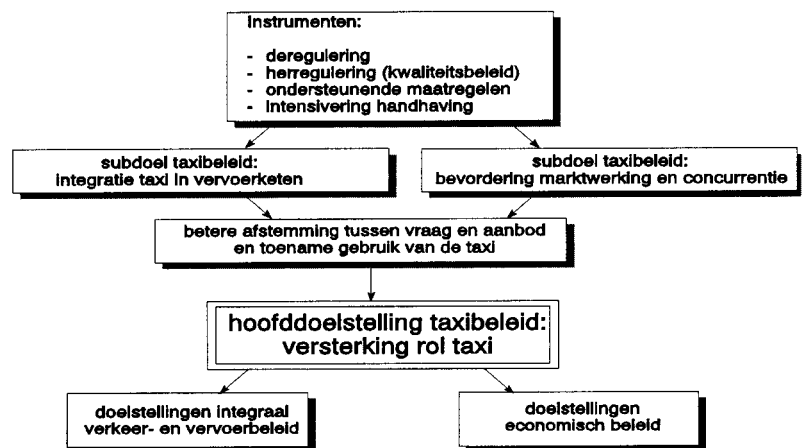 Instrumenten:
- deregulering
- herregulering (kwaliteitsbeleid)
- ondersteunende maatregelen
- intensivering handhaving
subdoel taxibeleid:
integratie taxi in vervoerketen
subdoel taxibeleid:
bevordering marktwerking en concurrentie
betere afstemming tussen vraag en aanbod
en toename gebruik van de taxi
hoofddoelstelling taxibeleid:
versterking rol taxi
doelstellingen integraal
verkeer- en vervoerbeleid
doelstellingen
economisch beleid